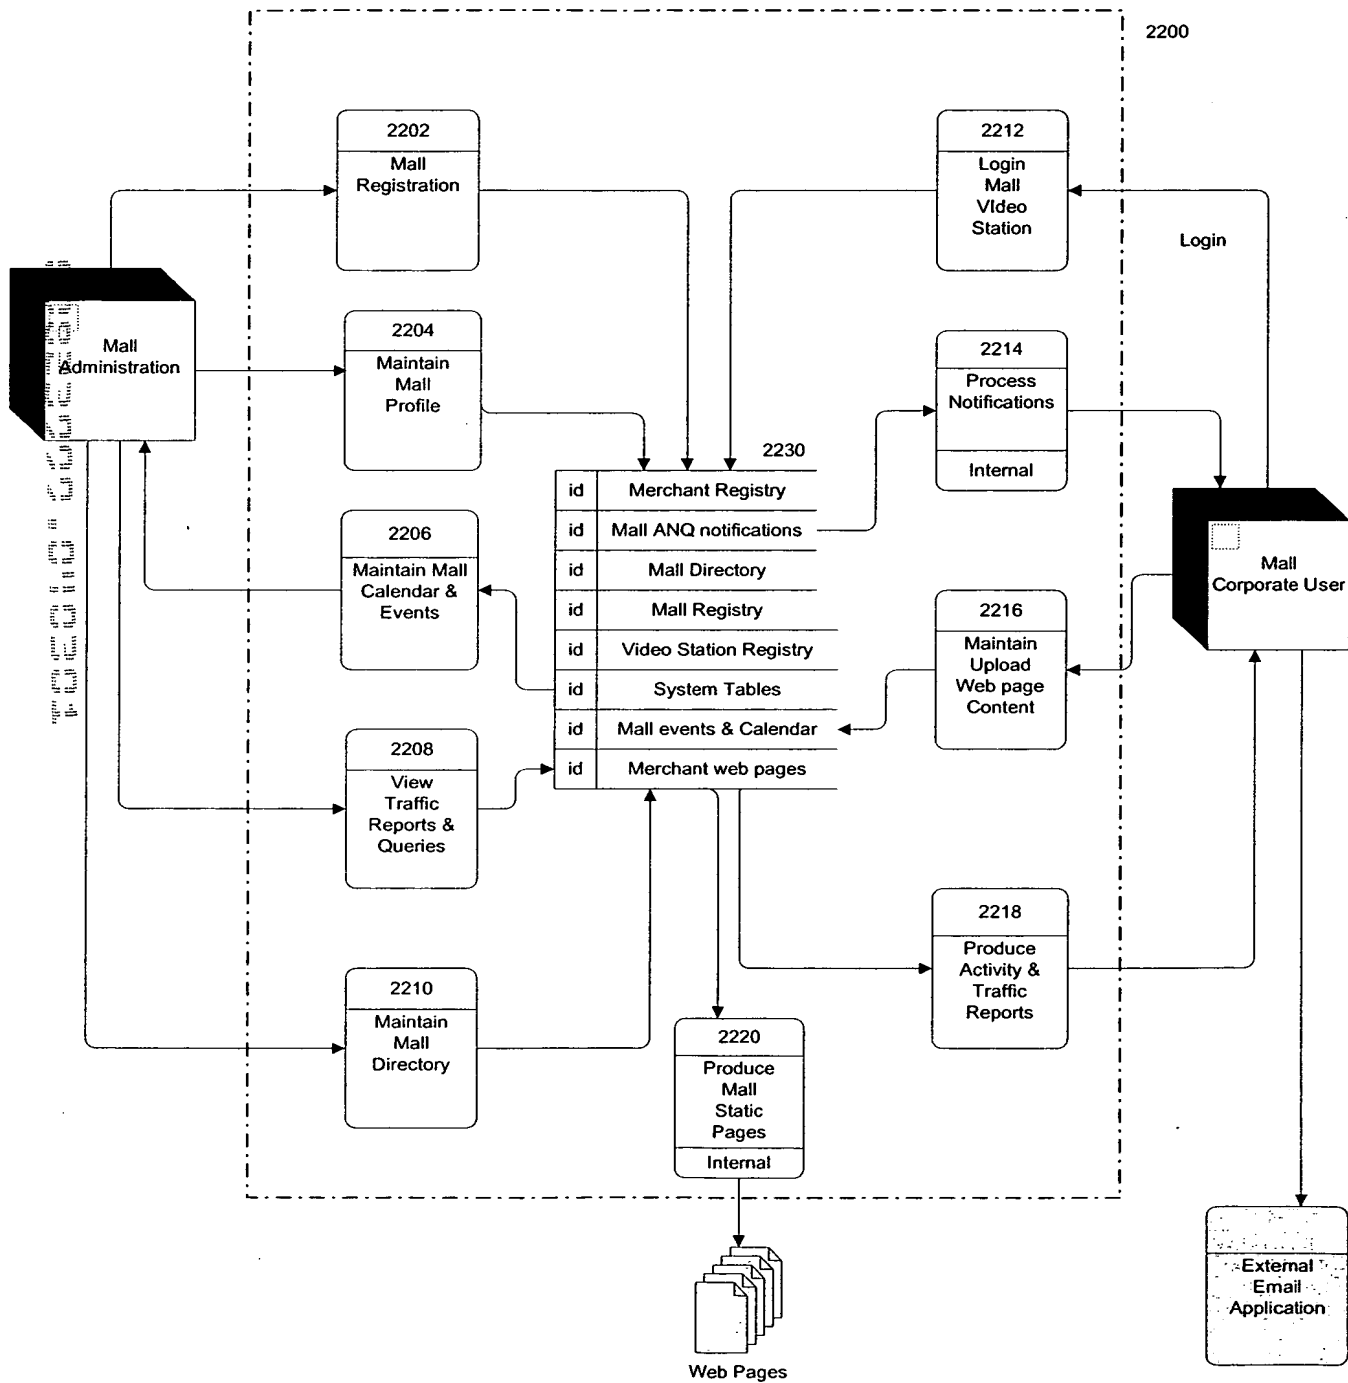 2200
2202
Mall
Registration
2212
Login
Mall
VIdeo
Station
Login
Mall
Administration
2204
Maintain
Mall
Profile
2214
Process
Notifications
Internal
2230
id Merchant Registry
id Mall ANQ notifications
id Mall Directory
id Mall Registry
id Video Station Registry
id System Tables
id Mall events & Calendar
id Merchant web pages
2206
Maintain Mall
Calendar &
Events
Mall
Corporate User
2216
Maintain
Upload
Web page
Content
2208
View
Traffic
Reports &
Queries
2218
Produce
Activity &
Traffic
Reports
2210
Maintain
Mall
Directory
2220
Produce
Mall
Static
Pages
Internal
External
Email
Application
Web Pages